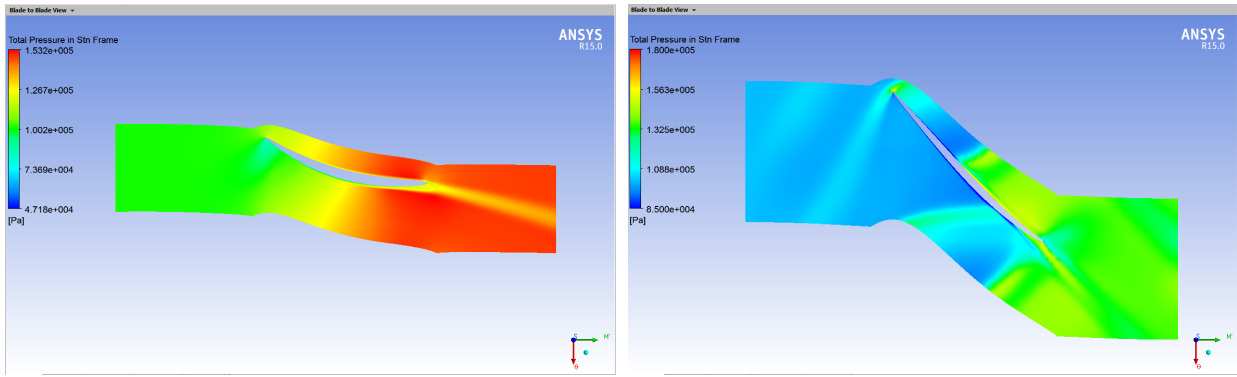 Blade to Blade View
Total Pressure in Stn Frame
1.532e+005
1.267e+005
1.002e+005
7.369e+004
4.718e+004
[Pa]
ANSYS
R15.0
S
M'
θ
Blade to Blade View
Total Pressure in Stn Frame
1.800e+005
1.563e+005
1.325e+005
1.088e+005
8.500e+004
[Pa]
ANSYS
R15.0
S
M'
θ